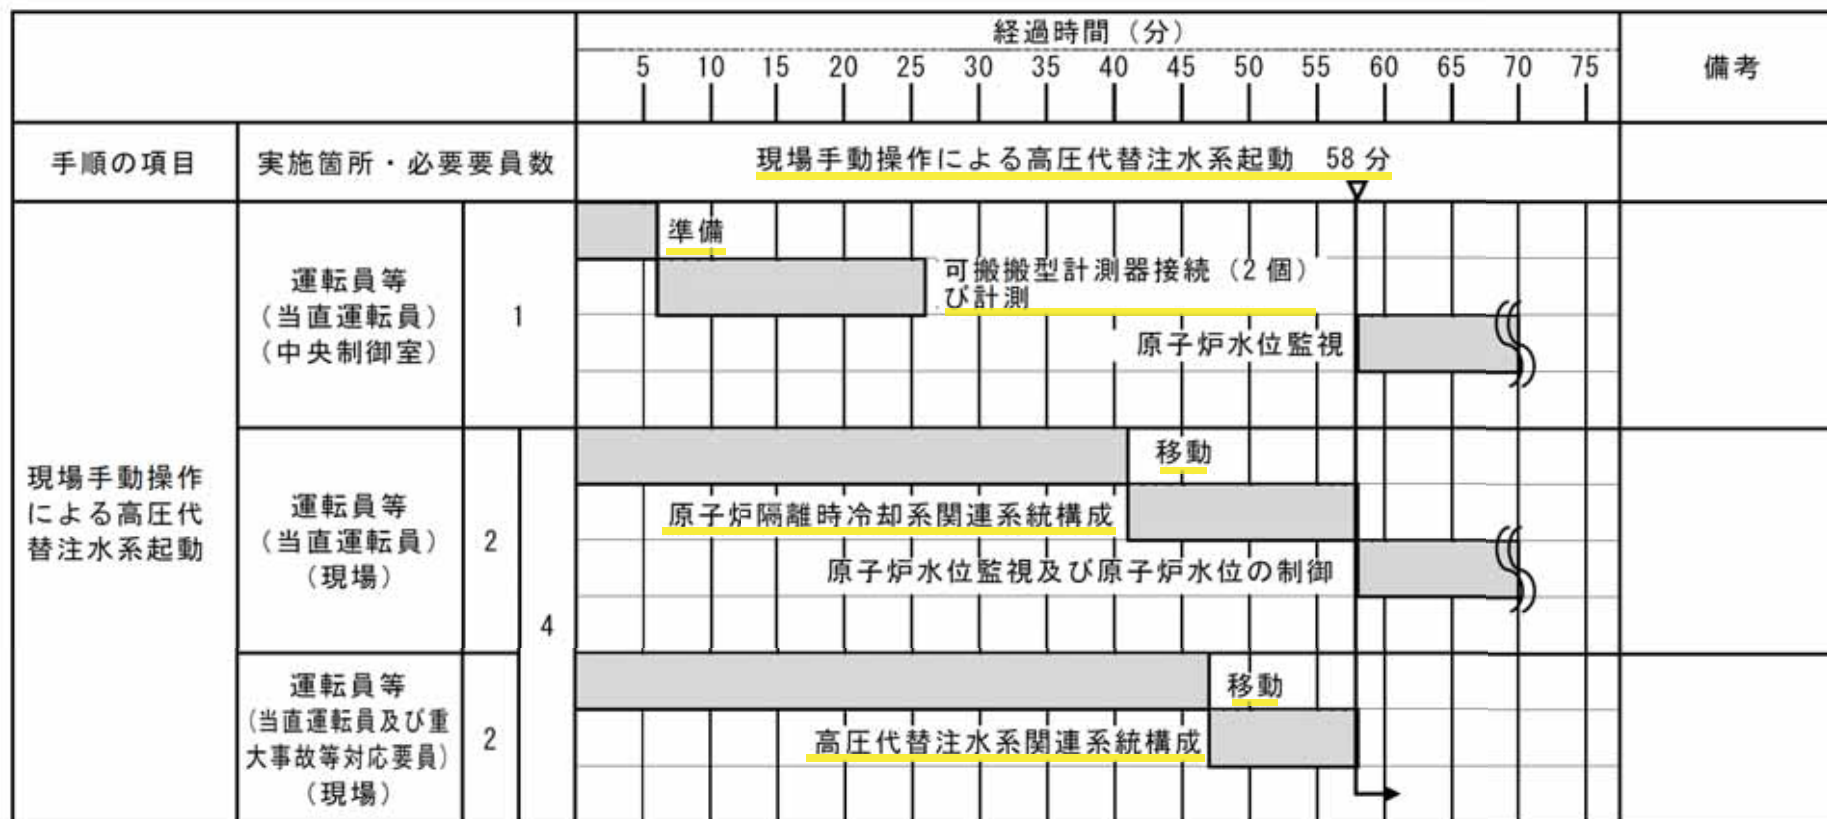 経過時間（分）
5 10 15 20 25 30 35 40 45 50 55 60 65 70 75
備考
手順の項目
実施箇所・必要要員数
現場手動操作による高圧代替注水系起動 58 分
現場手動操作
による高圧代
替注水系起動
運転員等
（当直運転員）
（中央制御室）
1
準備
可搬搬型計測器接続（2 個）
び計測
原子炉水位監視
運転員等
（当直運転員）
（現場）
2
4
移動
原子炉隔離時冷却系関連系統構成
原子炉水位監視及び原子炉水位の制御
運転員等
（当直運転員及び重
大事故等対応要員）
（現場）
2
移動
高圧代替注水系関連系統構成